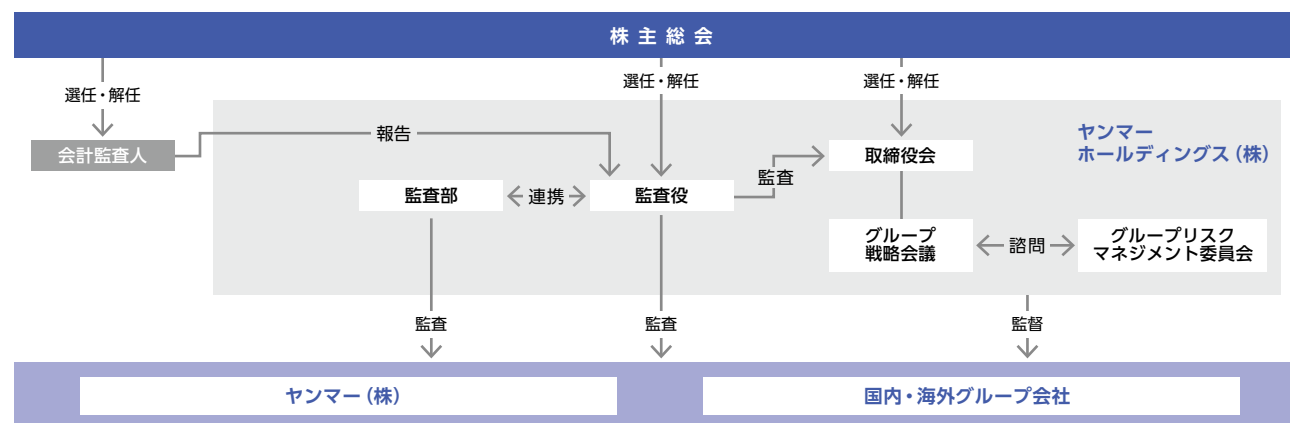 株主総会
選任・解任
選任・解任
選任・解任
ヤンマー
ホールディングス(株)
会計監査人
報告
取締役会
監査
監査部
連携
監査役
グループ
戦略会議
諮問
グループリスク
マネジメント委員会
監査
監査
監督
ヤンマー(株)
国内・海外グループ会社